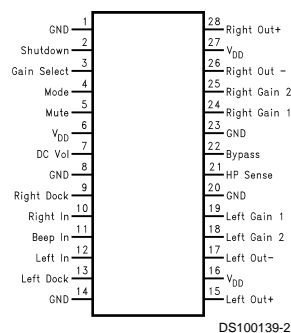 GND 1 28 Right Out+
Shutdown 2 27 VDD
Gain Select 3 26 Right Out -
Mode 4 25 Right Gain 2
Mute 5 24 Right Gain 1
VDD 6 23 GND
DC Vol 7 22 Bypass
GND 8 21 HP Sense
Right Dock 9 20 GND
Right In 10 19 Left Gain 1
Beep In 11 18 Left Gain 2
Left In 12 17 Left Out-
Left Dock 13 16 VDD
GND 14 15 Left Out+
DS100139-2